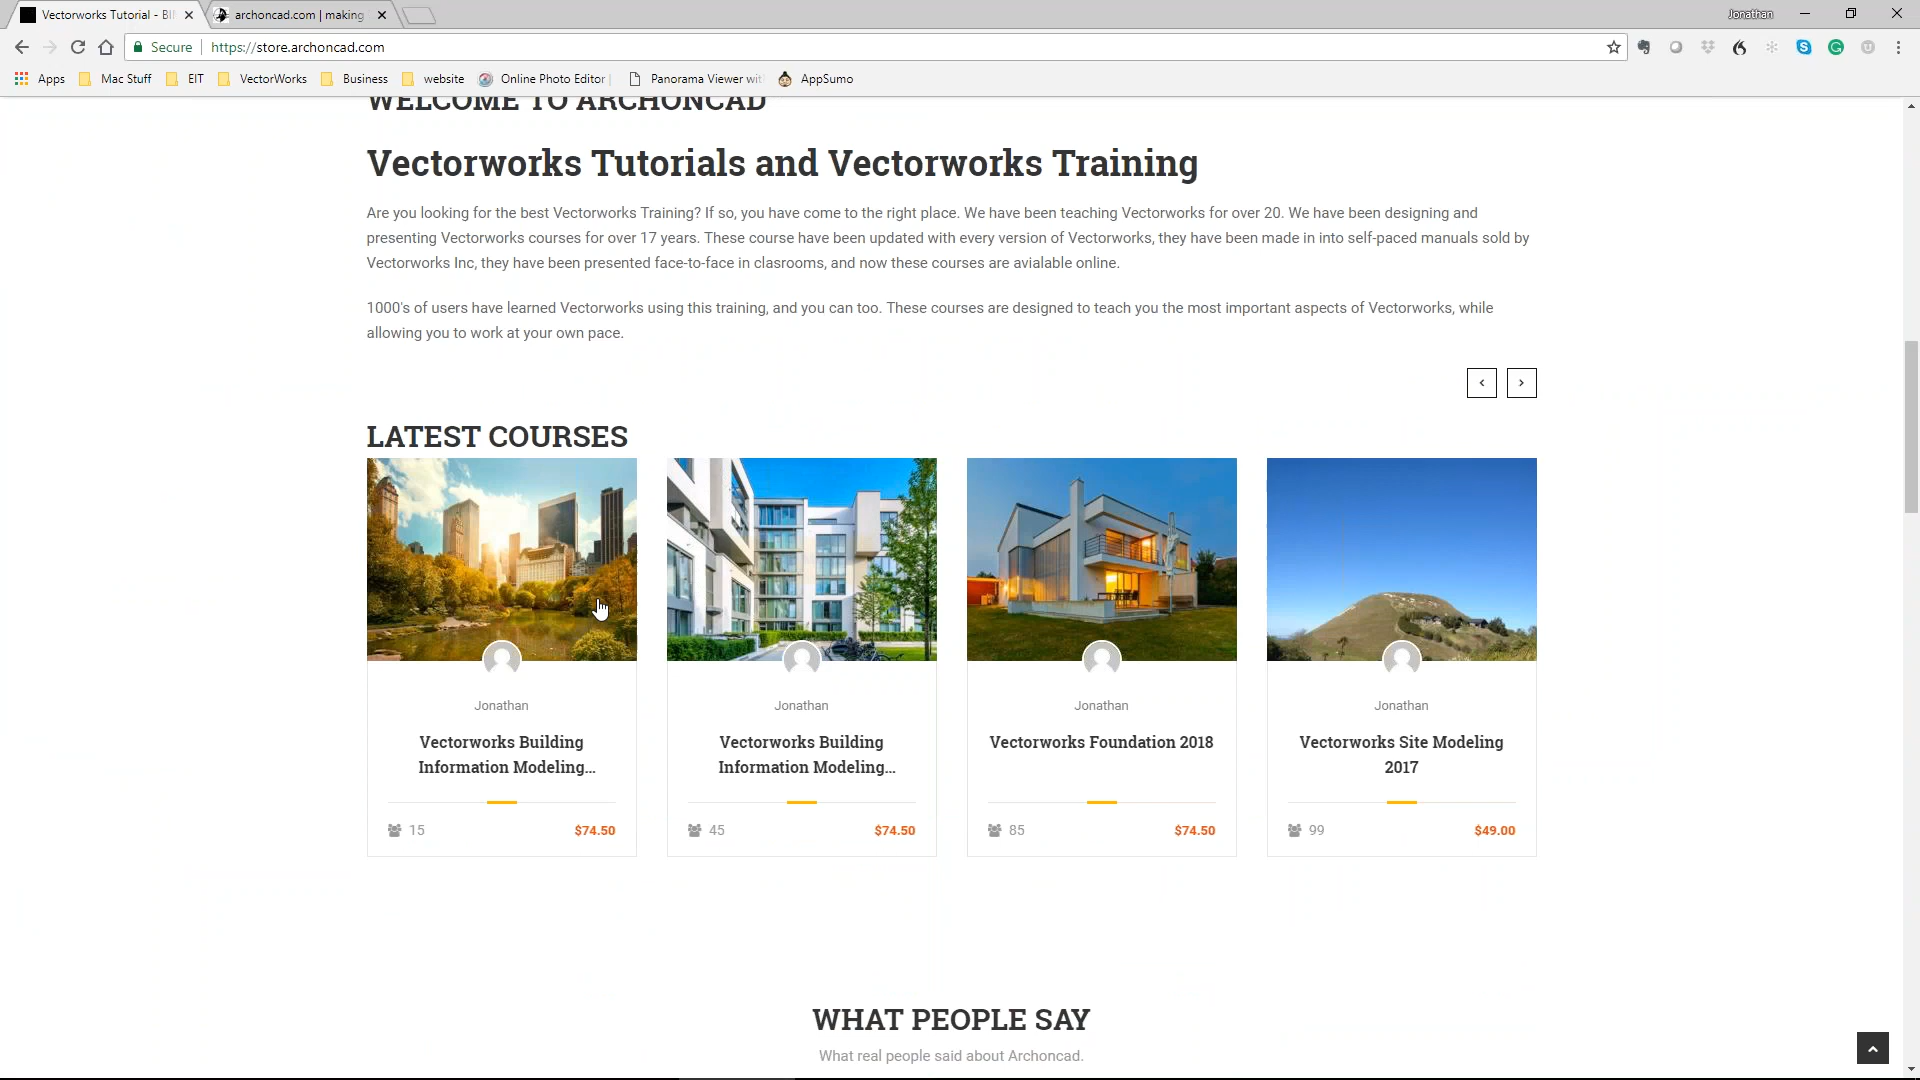 Vectorworks Tutorial - BI
archoncad.com | making
Jonathan
Secure
https://store.archoncad.com
Apps
Mac Stuff
EIT
VectorWorks
Business
website
Online Photo Editor |
Panorama Viewer wit
AppSumo
WELCOME TO ARCHONCAD
Vectorworks Tutorials and Vectorworks Training
Are you looking for the best Vectorworks Training? If so, you have come to the right place. We have been teaching Vectorworks for over 20. We have been designing and
presenting Vectorworks courses for over 17 years. These course have been updated with every version of Vectorworks, they have been made in into self-paced manuals sold by
Vectorworks Inc, they have been presented face-to-face in clasrooms, and now these courses are avialable online.
1000's of users have learned Vectorworks using this training, and you can too. These courses are designed to teach you the most important aspects of Vectorworks, while
allowing you to work at your own pace.
LATEST COURSES
Jonathan
Vectorworks Building
Information Modeling...
15
$74.50
Jonathan
Vectorworks Building
Information Modeling...
45
$74.50
Jonathan
Vectorworks Foundation 2018
85
$74.50
Jonathan
Vectorworks Site Modeling
2017
99
$49.00
WHAT PEOPLE SAY
What real people said about Archoncad.